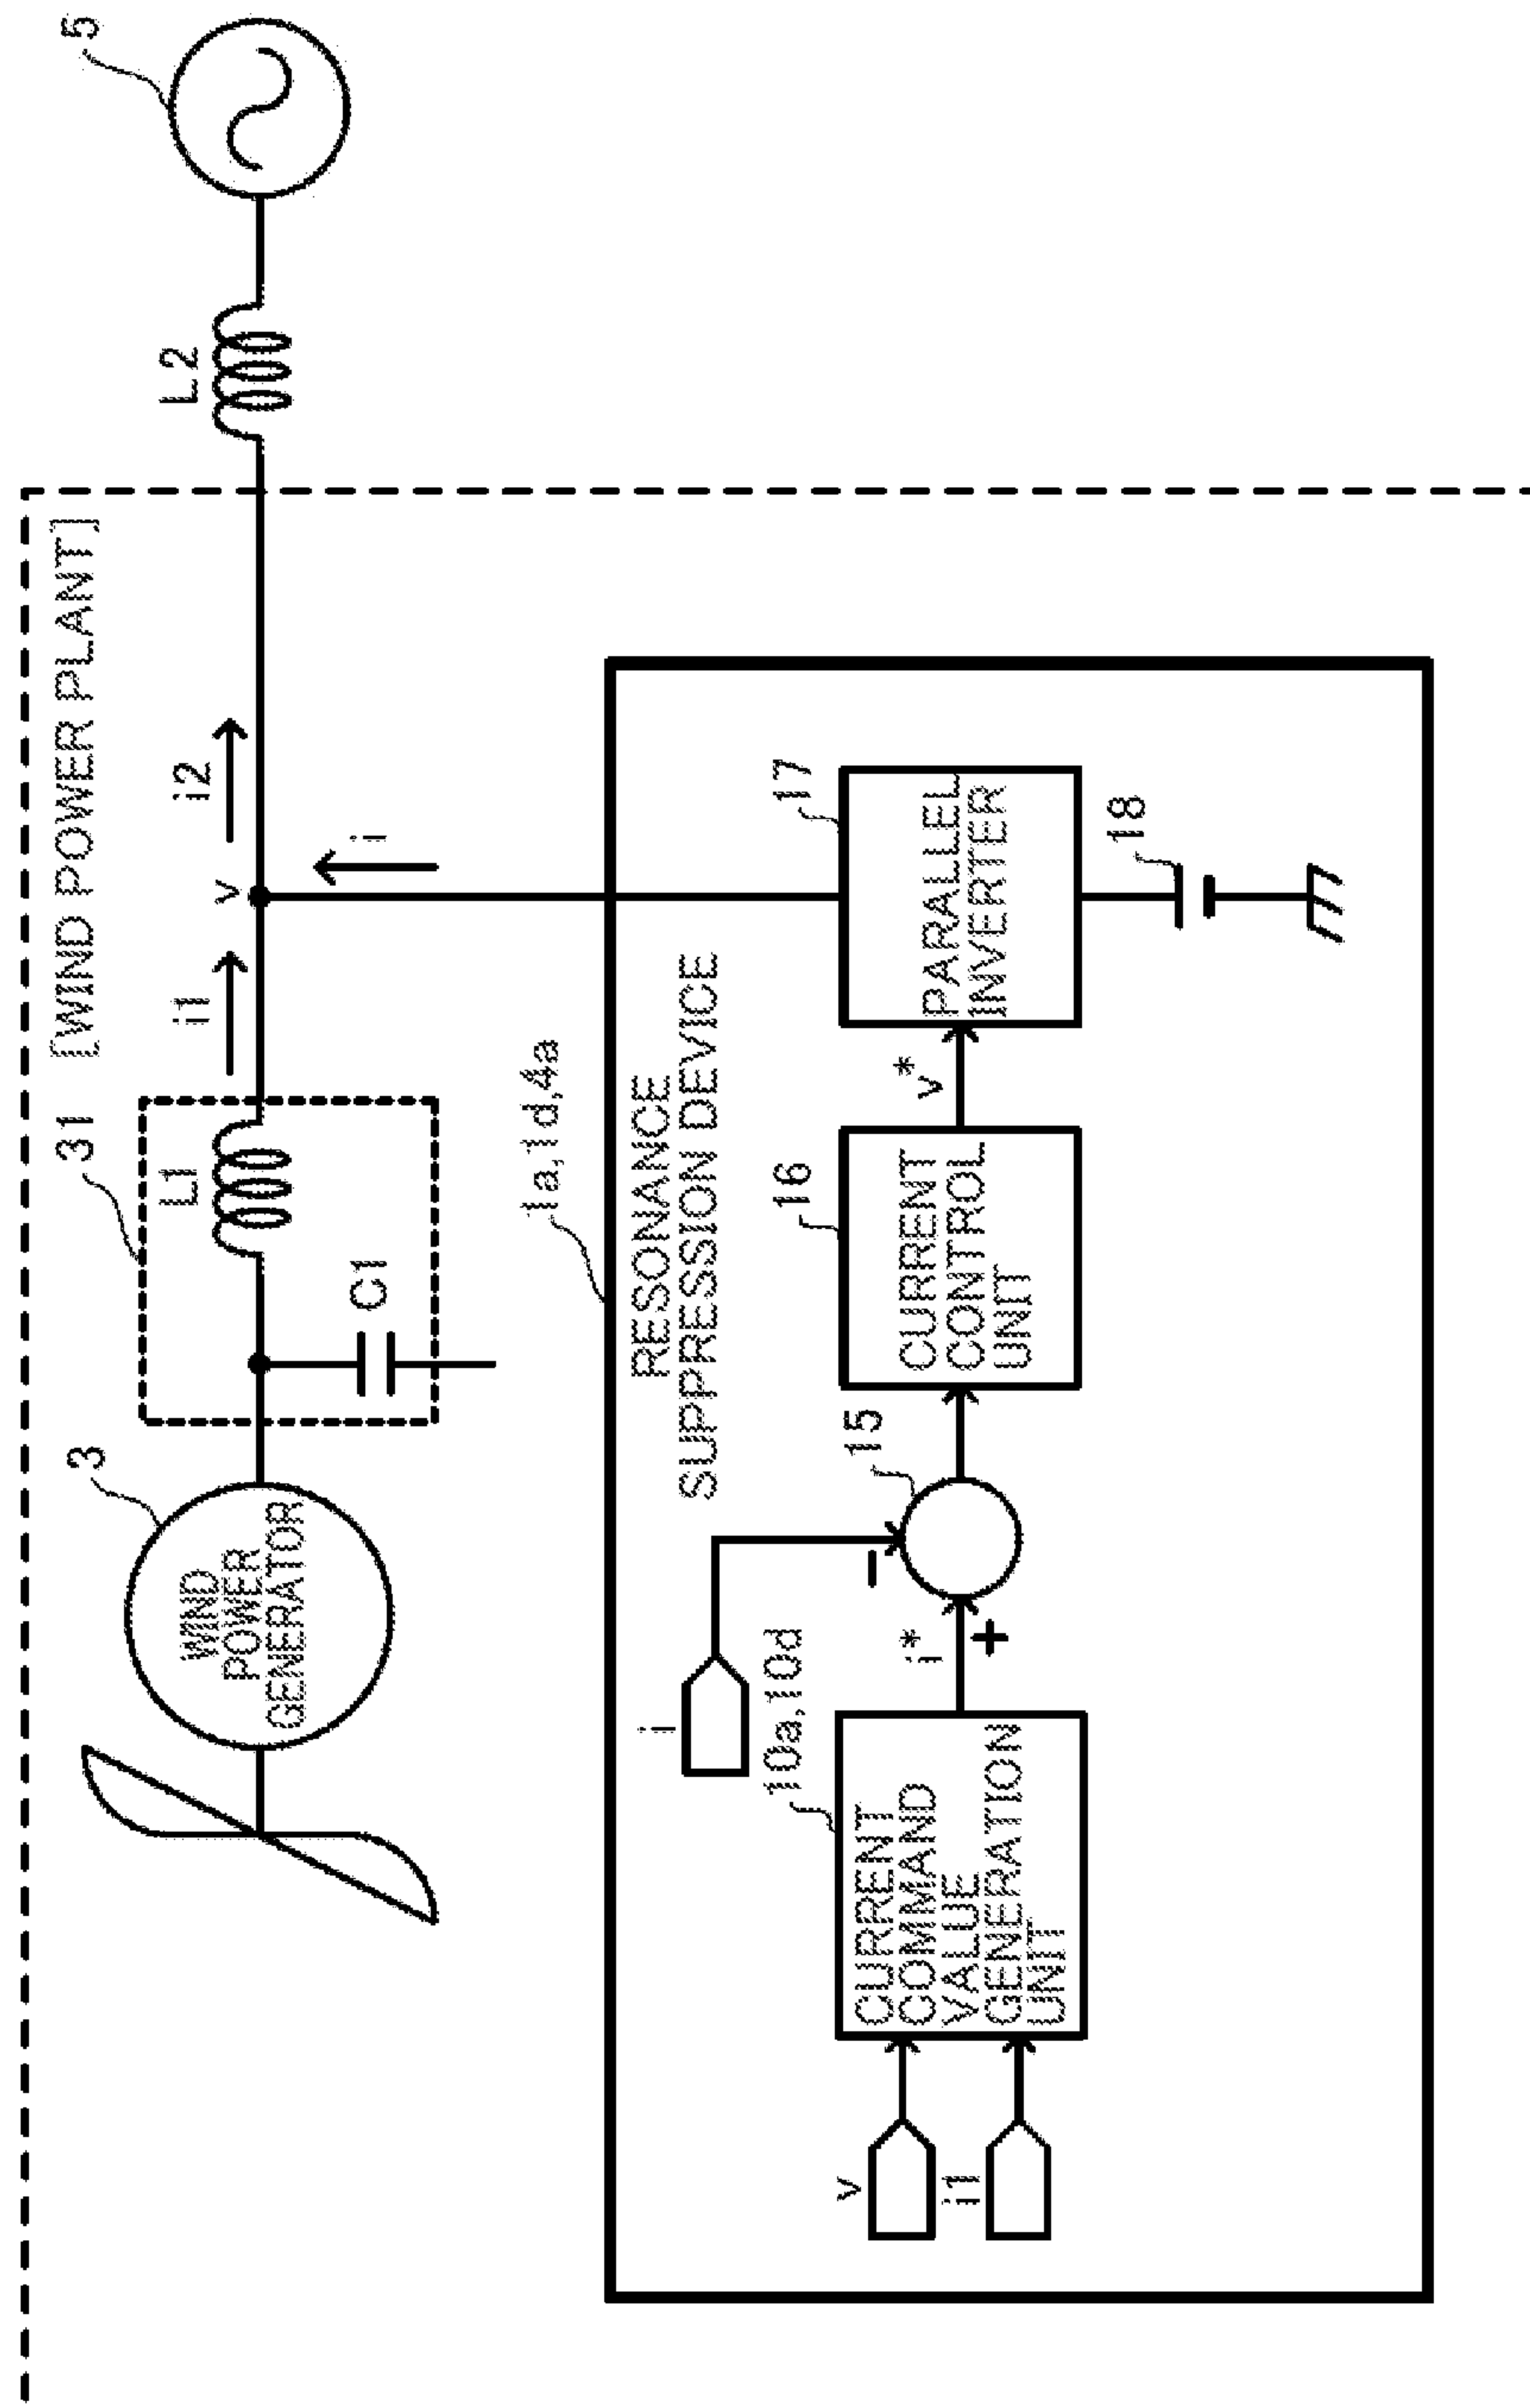 [WIND POWER PLANT]
31
3
L1
C1
i1
v
i2
i
L2
5
WIND
POWER
GENERATOR
1a,1d,4a
RESONANCE
SUPPRESSION DEVICE
i
v
i1
10a,10d
CURRENT
COMMAND
VALUE
GENERATION
UNIT
i*
+
−
15
16
CURRENT
CONTROL
UNIT
v*
17
PARALLEL
INVERTER
18